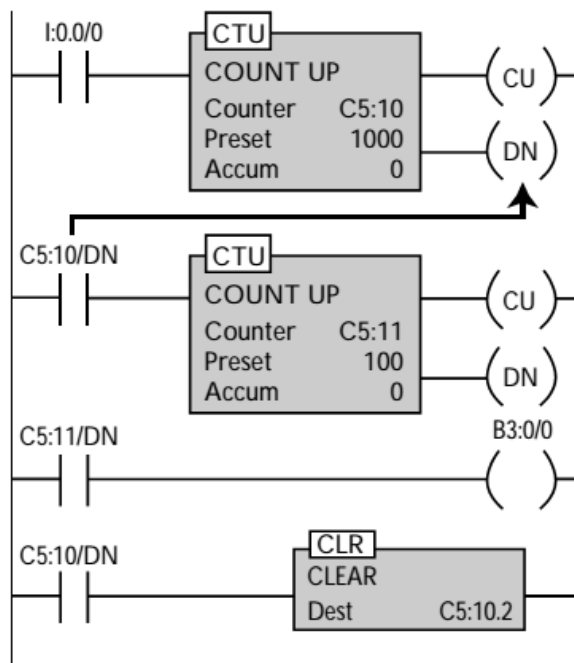 I:0.0/0
CTU
COUNT UP
Counter C5:10
Preset 1000
Accum 0
CU
DN
C5:10/DN
CTU
COUNT UP
Counter C5:11
Preset 100
Accum 0
CU
DN
C5:11/DN
B3:0/0
C5:10/DN
CLR
CLEAR
Dest C5:10.2